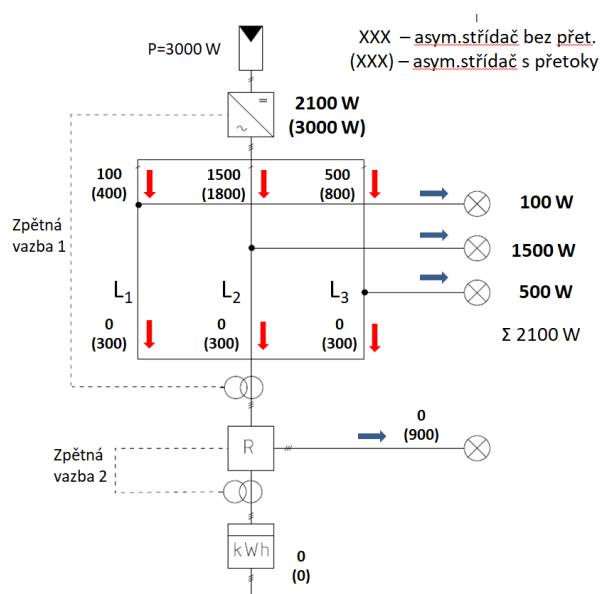 P=3000 W
XXX – asym.střídač bez přet.
(XXX) – asym.střídač s přetoky
=
~
2100 W
(3000 W)
100
(400)
1500
(1800)
500
(800)
Zpětná
vazba 1
100 W
1500 W
500 W
L1
L2
L3
0
(300)
0
(300)
0
(300)
Σ 2100 W
0
(900)
R
Zpětná
vazba 2
kWh
0
(0)